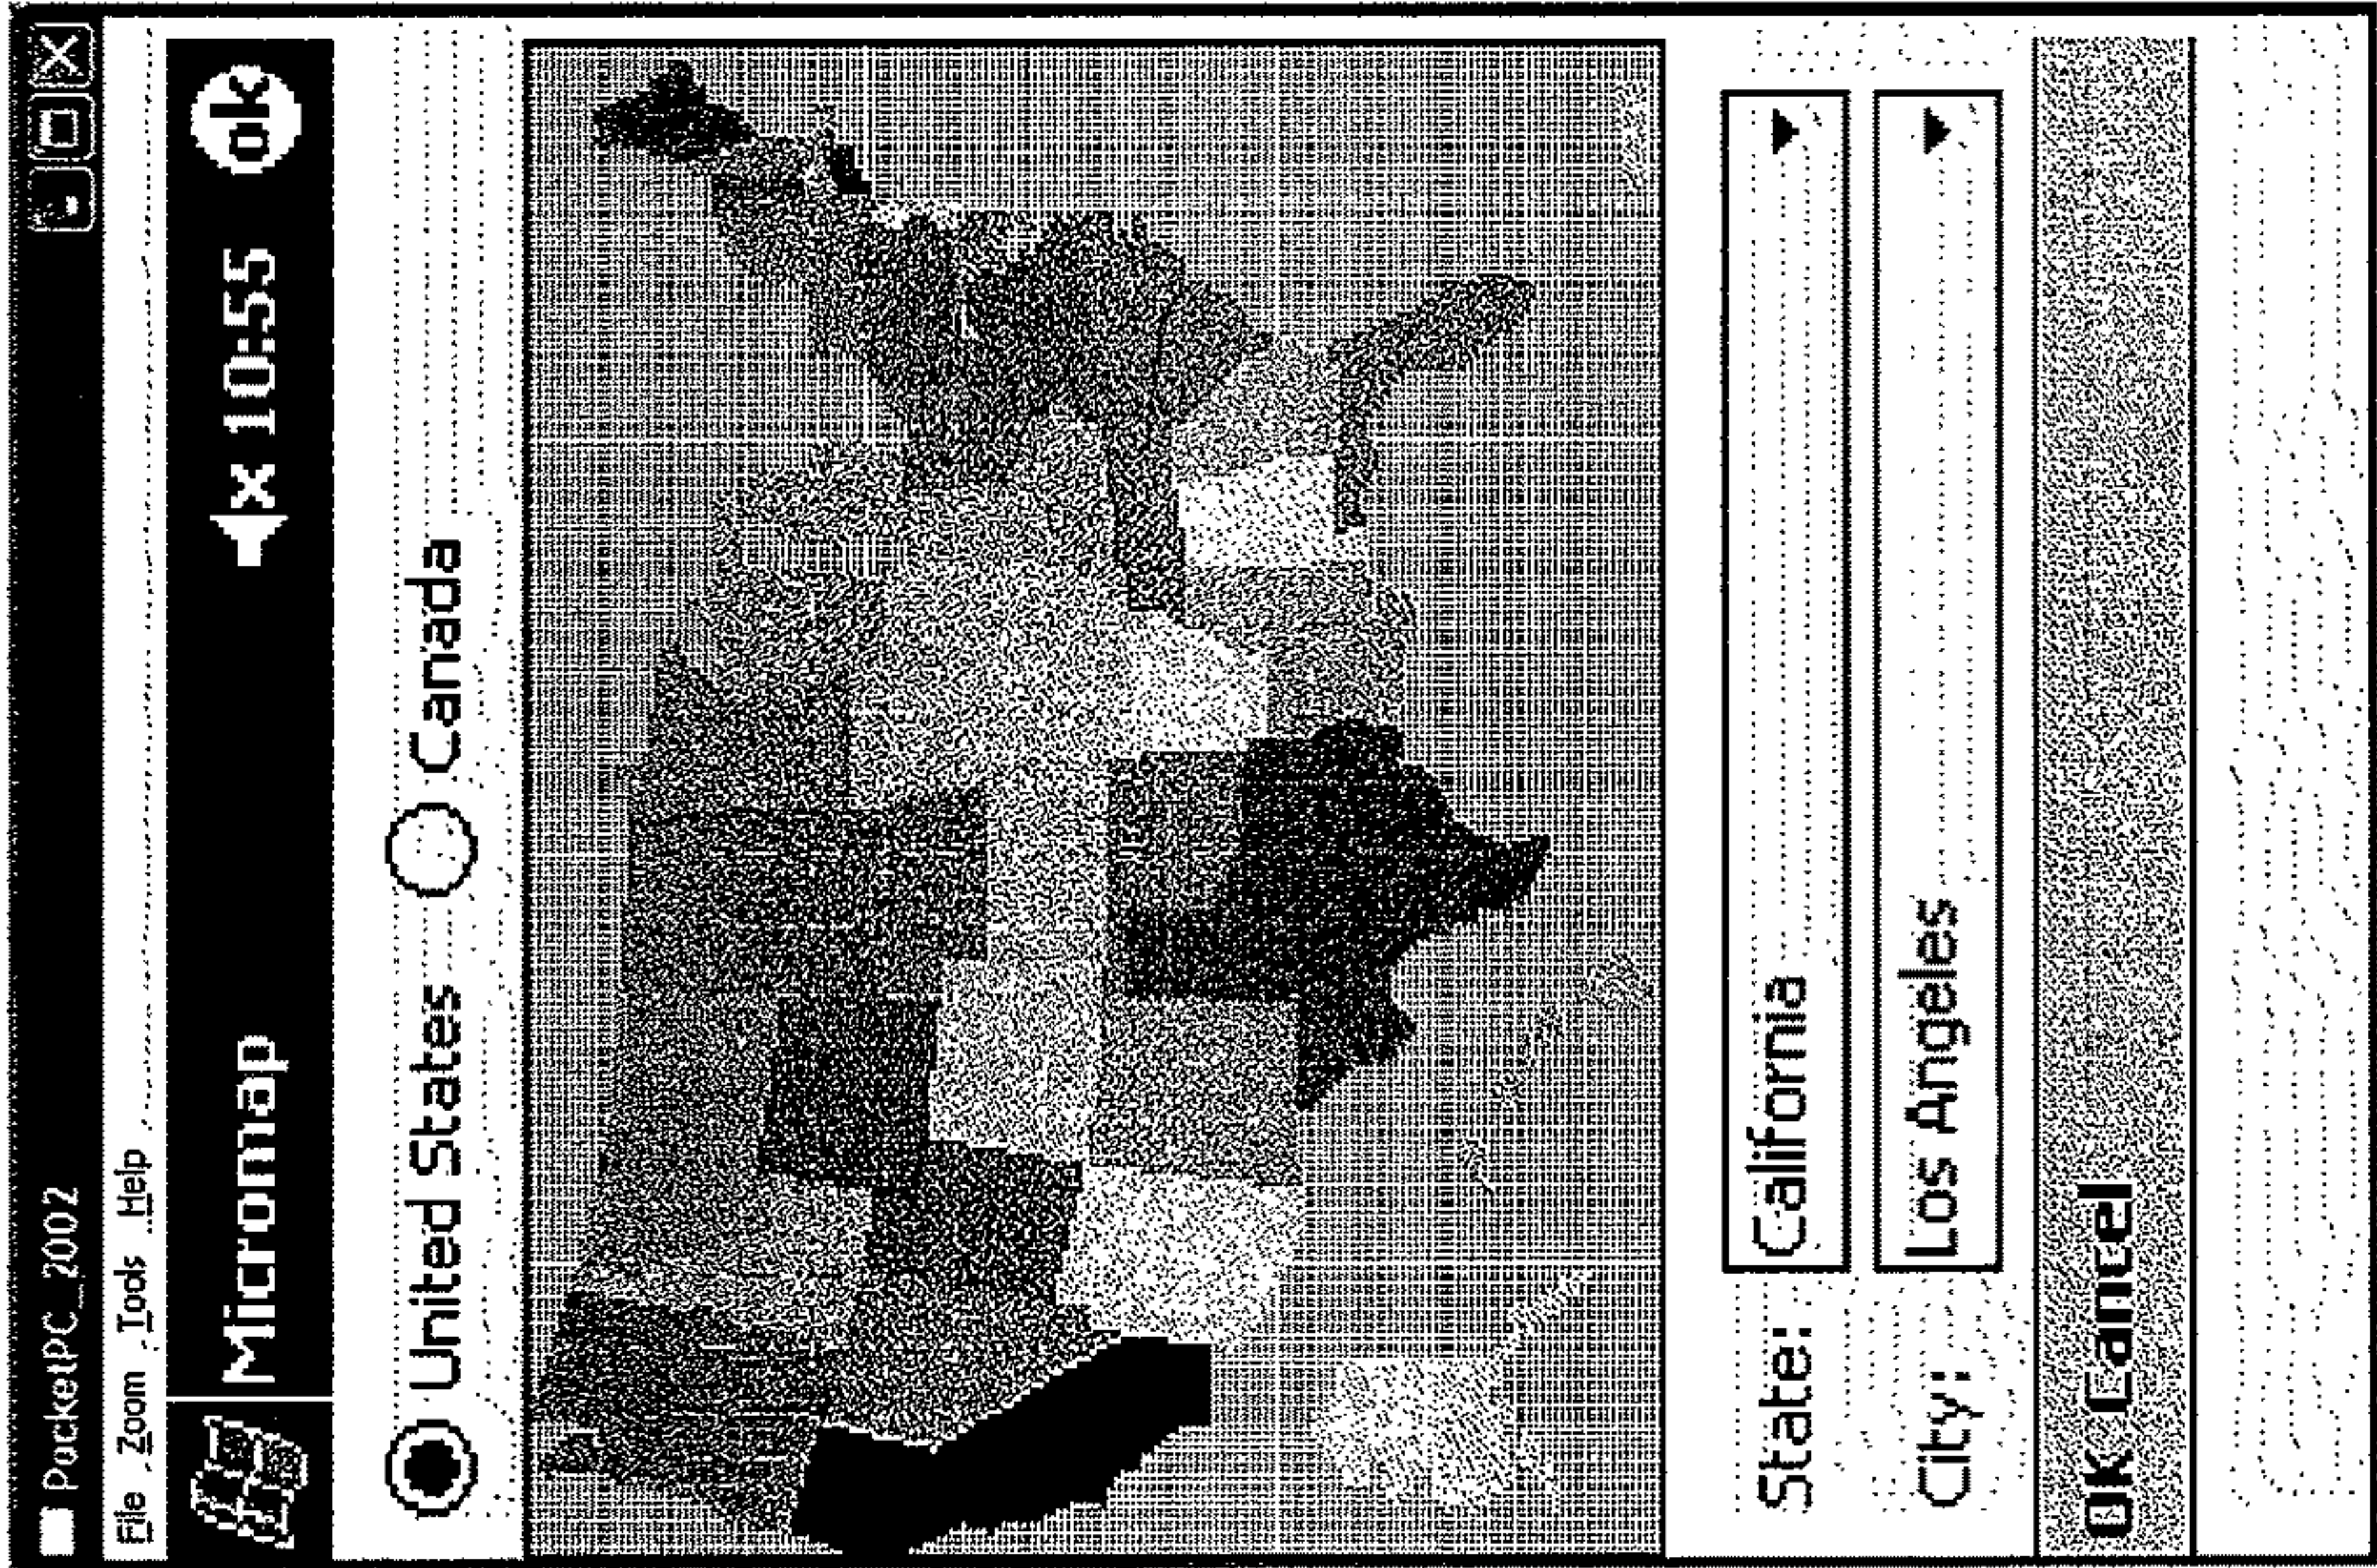 PocketPC_2002
File Zoom Tools Help
Micromap x 10:55 ok
United States Canada
State: California
City: Los Angeles
OK Cancel